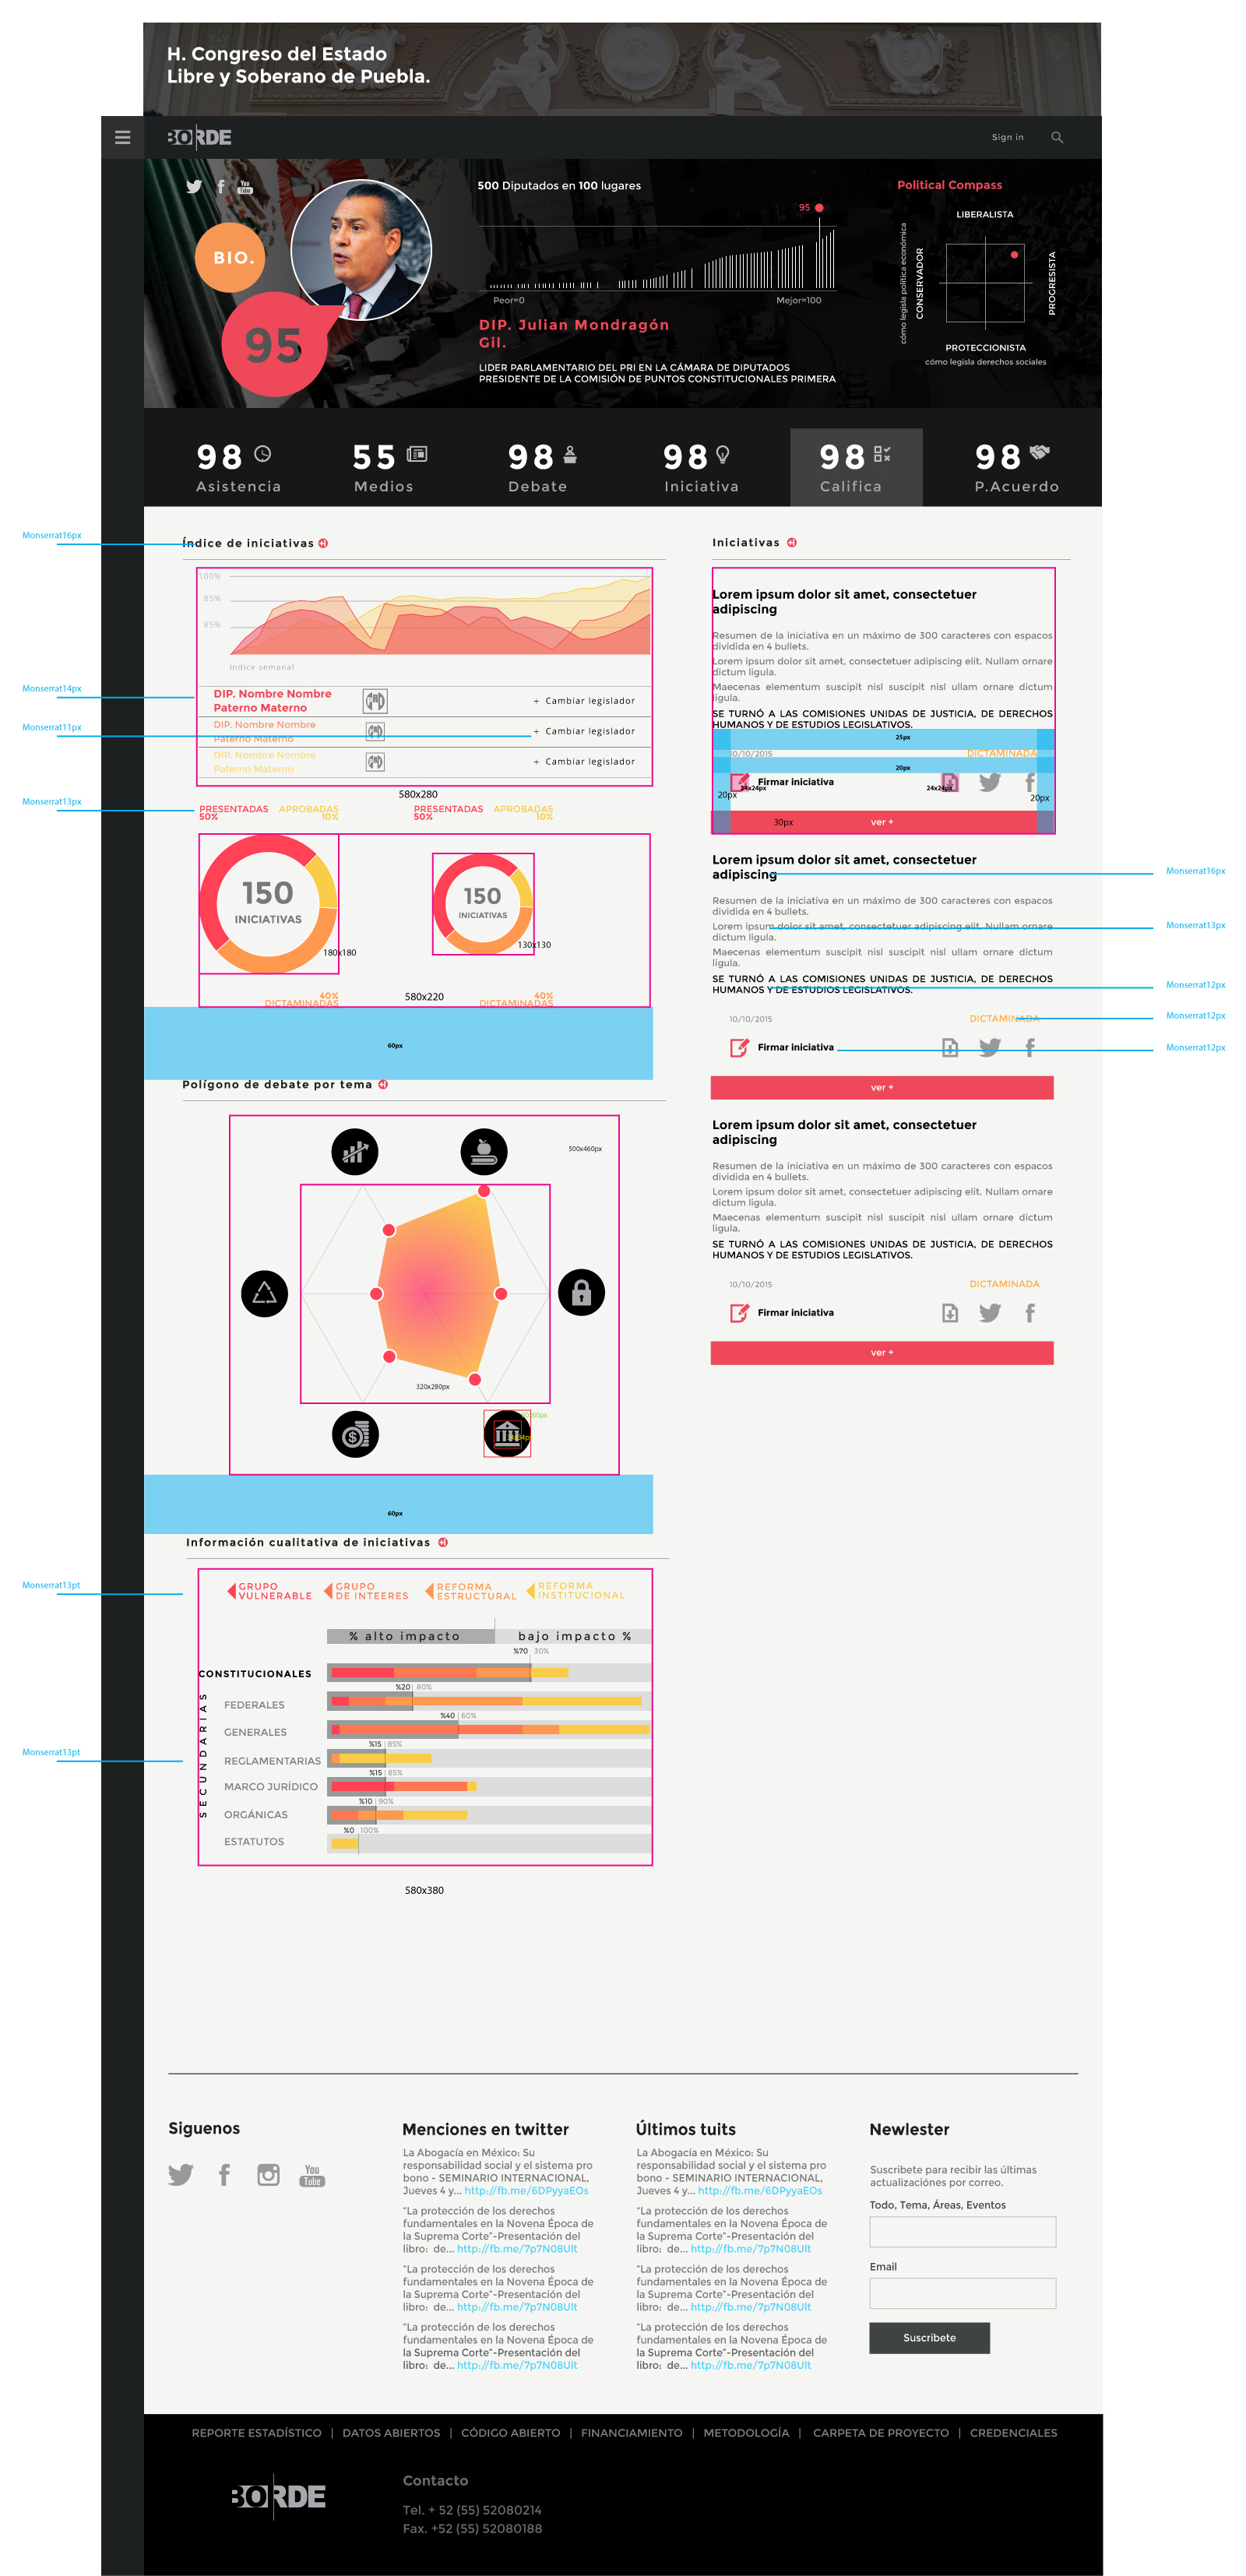 H. Congreso del Estado
Libre y Soberano de Puebla.
BORDE
Sign in
You
Tube
BIO.
95
500 Diputados en 100 lugares
95
Peor=0
Mejor=100
DIP. Julian Mondragón
Gil.
LIDER PARLAMENTARIO DEL PRI EN LA CÁMARA DE DIPUTADOS
PRESIDENTE DE LA COMISIÓN DE PUNTOS CONSTITUCIONALES PRIMERA
Political Compass
LIBERALISTA
cómo legisla política económica
CONSERVADOR
PROGRESISTA
PROTECCIONISTA
cómo legisla derechos sociales
98
Asistencia
55
Medios
98
Debate
98
Iniciativa
98
Califica
98
P.Acuerdo
Monserrat16px
Índice de iniciativas
100%
85%
85%
índice semanal
Monserrat14px
DIP. Nombre Nombre
Paterno Materno
+ Cambiar legislador
Monserrat11px
DIP. Nombre Nombre
Paterno Materno
+ Cambiar legislador
DIP. Nombre Nombre
Paterno Materno
+ Cambiar legislador
580x280
Monserrat13px
PRESENTADAS
50%
APROBADAS
10%
PRESENTADAS
50%
APROBADAS
10%
150
INICIATIVAS
180x180
150
INICIATIVAS
130x130
40%
DICTAMINADAS
580x220
40%
DICTAMINADAS
60px
Polígono de debate por tema
500x460px
320x280px
60px
Información cualitativa de iniciativas
Monserrat13pt
GRUPO
VULNERABLE
GRUPO
DE INTEERES
REFORMA
ESTRUCTURAL
REFORMA
INSTITUCIONAL
% alto impacto
bajo impacto %
%70 30%
CONSTITUCIONALES
%20 80%
SECUNDARIAS
FEDERALES
%40 60%
GENERALES
%15 85%
Monserrat13pt
REGLAMENTARIAS
%15 85%
MARCO JURÍDICO
%10 90%
ORGÁNICAS
%0 100%
ESTATUTOS
580x380
Iniciativas
Lorem ipsum dolor sit amet, consectetuer
adipiscing
Resumen de la iniciativa en un máximo de 300 caracteres con espacos
dividida en 4 bullets.
Lorem ipsum dolor sit amet, consectetuer adipiscing elit. Nullam ornare
dictum ligula.
Maecenas elementum suscipit nisl suscipit nisl ullam ornare dictum
ligula.
SE TURNÓ A LAS COMISIONES UNIDAS DE JUSTICIA, DE DERECHOS
HUMANOS Y DE ESTUDIOS LEGISLATIVOS.
25px
10/10/2015
DICTAMINADA
20px
Firmar iniciativa
24x24px
24x24px
20px
20px
30px
ver +
Lorem ipsum dolor sit amet, consectetuer
adipiscing
Monserrat16px
Resumen de la iniciativa en un máximo de 300 caracteres con espacos
dividida en 4 bullets.
Lorem ipsum dolor sit amet, consectetuer adipiscing elit. Nullam ornare
dictum ligula.
Monserrat13px
Maecenas elementum suscipit nisl suscipit nisl ullam ornare dictum
ligula.
SE TURNÓ A LAS COMISIONES UNIDAS DE JUSTICIA, DE DERECHOS
HUMANOS Y DE ESTUDIOS LEGISLATIVOS.
Monserrat12px
10/10/2015
DICTAMINADA
Monserrat12px
Firmar iniciativa
Monserrat12px
ver +
Lorem ipsum dolor sit amet, consectetuer
adipiscing
Resumen de la iniciativa en un máximo de 300 caracteres con espacos
dividida en 4 bullets.
Lorem ipsum dolor sit amet, consectetuer adipiscing elit. Nullam ornare
dictum ligula.
Maecenas elementum suscipit nisl suscipit nisl ullam ornare dictum
ligula.
SE TURNÓ A LAS COMISIONES UNIDAS DE JUSTICIA, DE DERECHOS
HUMANOS Y DE ESTUDIOS LEGISLATIVOS.
10/10/2015
DICTAMINADA
Firmar iniciativa
ver +
Siguenos
You
Tube
Menciones en twitter
La Abogacía en México: Su
responsabilidad social y el sistema pro
bono - SEMINARIO INTERNACIONAL,
Jueves 4 y... http://fb.me/6DPyyaEOs
"La protección de los derechos
fundamentales en la Novena Época de
la Suprema Corte"-Presentación del
libro: de... http://fb.me/7p7N08Ult
"La protección de los derechos
fundamentales en la Novena Época de
la Suprema Corte"-Presentación del
libro: de... http://fb.me/7p7N08Ult
"La protección de los derechos
fundamentales en la Novena Época de
la Suprema Corte"-Presentación del
libro: de... http://fb.me/7p7N08Ult
Últimos tuits
La Abogacía en México: Su
responsabilidad social y el sistema pro
bono - SEMINARIO INTERNACIONAL,
Jueves 4 y... http://fb.me/6DPyyaEOs
"La protección de los derechos
fundamentales en la Novena Época de
la Suprema Corte"-Presentación del
libro: de... http://fb.me/7p7N08Ult
"La protección de los derechos
fundamentales en la Novena Época de
la Suprema Corte"-Presentación del
libro: de... http://fb.me/7p7N08Ult
"La protección de los derechos
fundamentales en la Novena Época de
la Suprema Corte"-Presentación del
libro: de... http://fb.me/7p7N08Ult
Newlester
Suscribete para recibir las últimas
actualizaciónes por correo.
Todo, Tema, Áreas, Eventos
Email
Suscribete
REPORTE ESTADÍSTICO | DATOS ABIERTOS | CÓDIGO ABIERTO | FINANCIAMIENTO | METODOLOGÍA | CARPETA DE PROYECTO | CREDENCIALES
BORDE
Contacto
Tel. + 52 (55) 52080214
Fax. +52 (55) 52080188